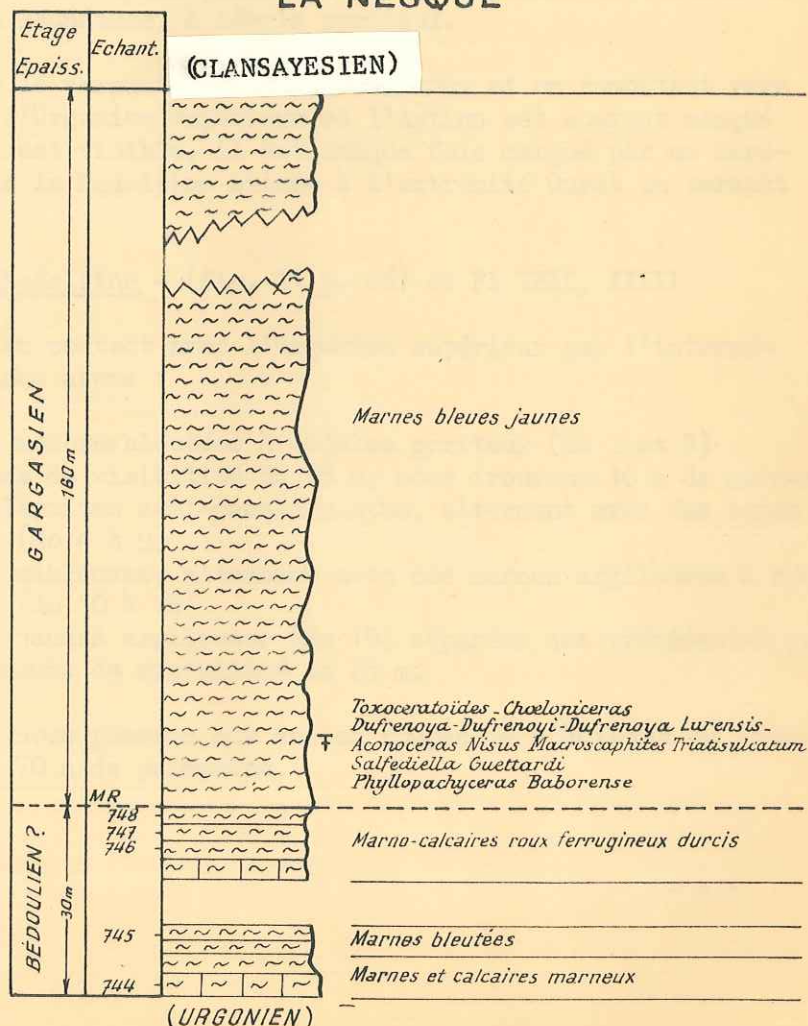 LA NESQUE
Etage
Epaiss.
Echant.
(CLANSAYESIEN)
GARGASIEN
160m
Marnes bleues jaunes
Toxoceratoïdes - Chœloniceras
Dufrenoya-Dufrenoyi-Dufrenoya Lurensis-
Aconoceras Nisus Macroscaphites Triatisulcatum
Salfediella Guettardi
Phyllopachyceras Baborense
MR
BÉDOULIEN ?
30m
748
747
746
Marno-calcaires roux ferrugineux durcis
745
Marnes bleutées
744
Marnes et calcaires marneux
(URGONIEN)